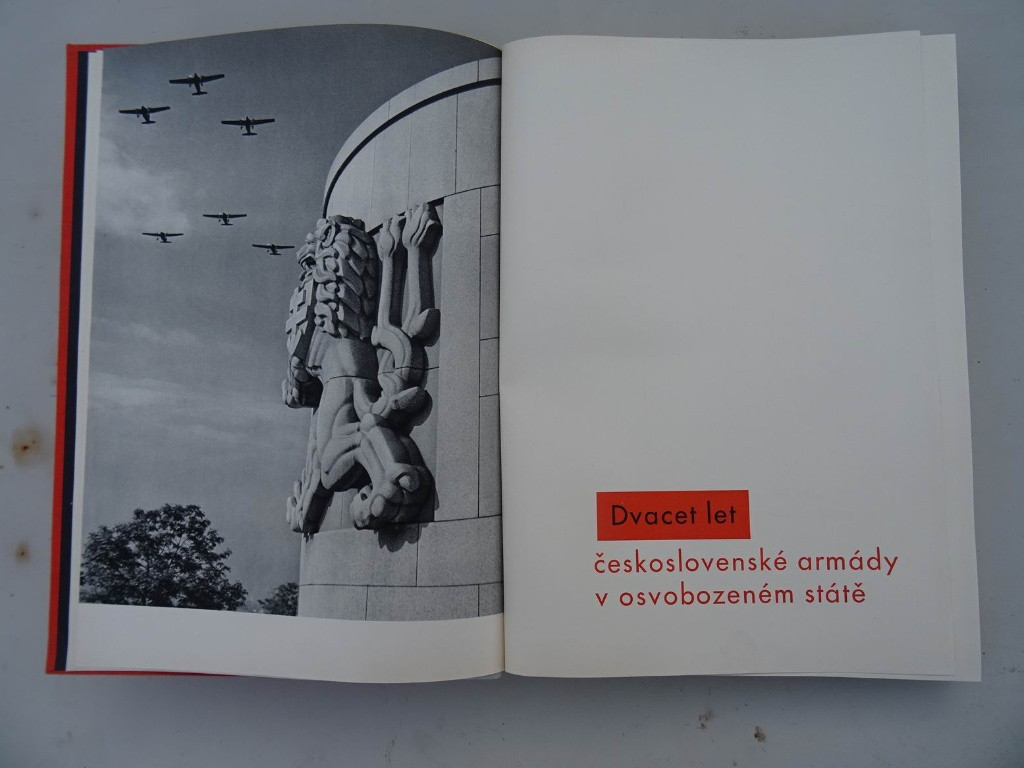 Dvacet let
československé armády
v osvobozeném státě